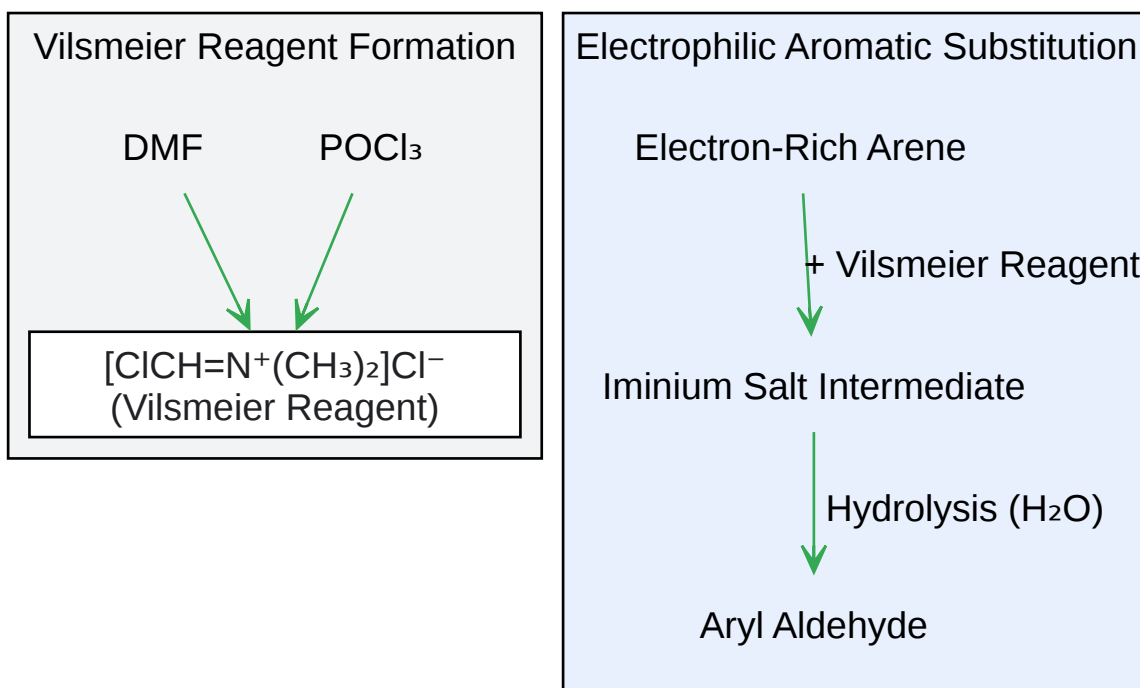 Vilsmeier Reagent Formation
DMF
POCl₃
[ClCH=N⁺(CH₃)₂]Cl⁻
(Vilsmeier Reagent)
Electrophilic Aromatic Substitution
Electron-Rich Arene
+ Vilsmeier Reagent
Iminium Salt Intermediate
Hydrolysis (H₂O)
Aryl Aldehyde